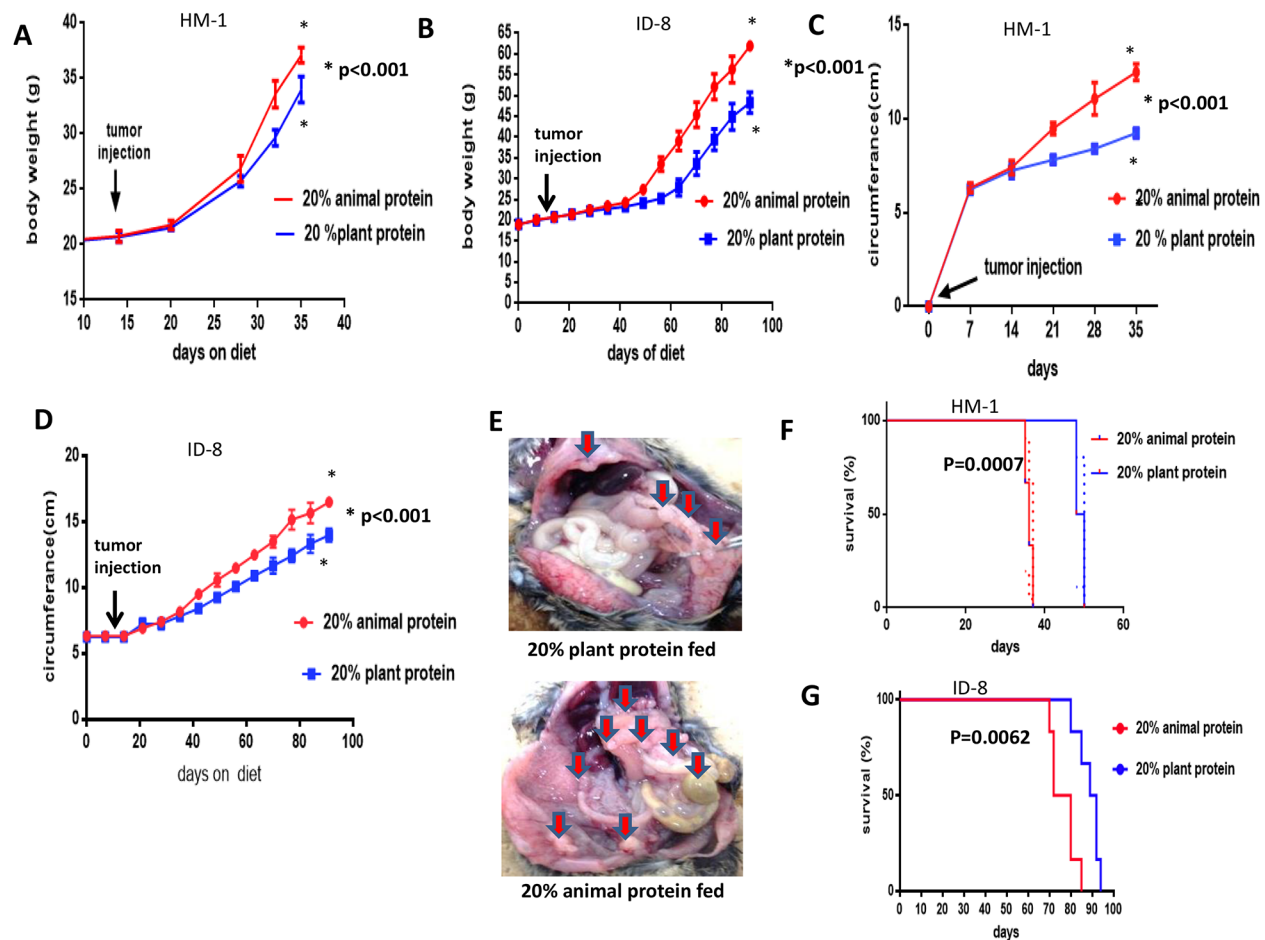 A
HM-1
40
35
30
25
20
15
10 15 20 25 30 35 40
body weight (g)
days on diet
tumor
injection
*
* p<0.001
*
20% animal protein
20 %plant protein
B
ID-8
65
60
55
50
45
40
35
30
25
20
15
10
5
0
0 20 40 60 80 100
body weight (g)
days of diet
tumor
injection
*
*p<0.001
*
20% animal protein
20% plant protein
C
HM-1
15
10
5
0
0 7 14 21 28 35
circumferance(cm)
days
tumor injection
*
* p<0.001
*
20% animal protein
20 % plant protein
D
ID-8
20
15
10
5
0
0 20 40 60 80 100
circumferance(cm)
days on diet
tumor
injection
*
* p<0.001
*
20% animal protein
20% plant protein
E
20% plant protein fed
20% animal protein fed
F
HM-1
100
50
0
0 20 40 60
survival (%)
days
P=0.0007
20% animal protein
20% plant protein
G
ID-8
100
50
0
0 10 20 30 40 50 60 70 80 90 100
survival (%)
days
P=0.0062
20% animal protein
20% plant protein